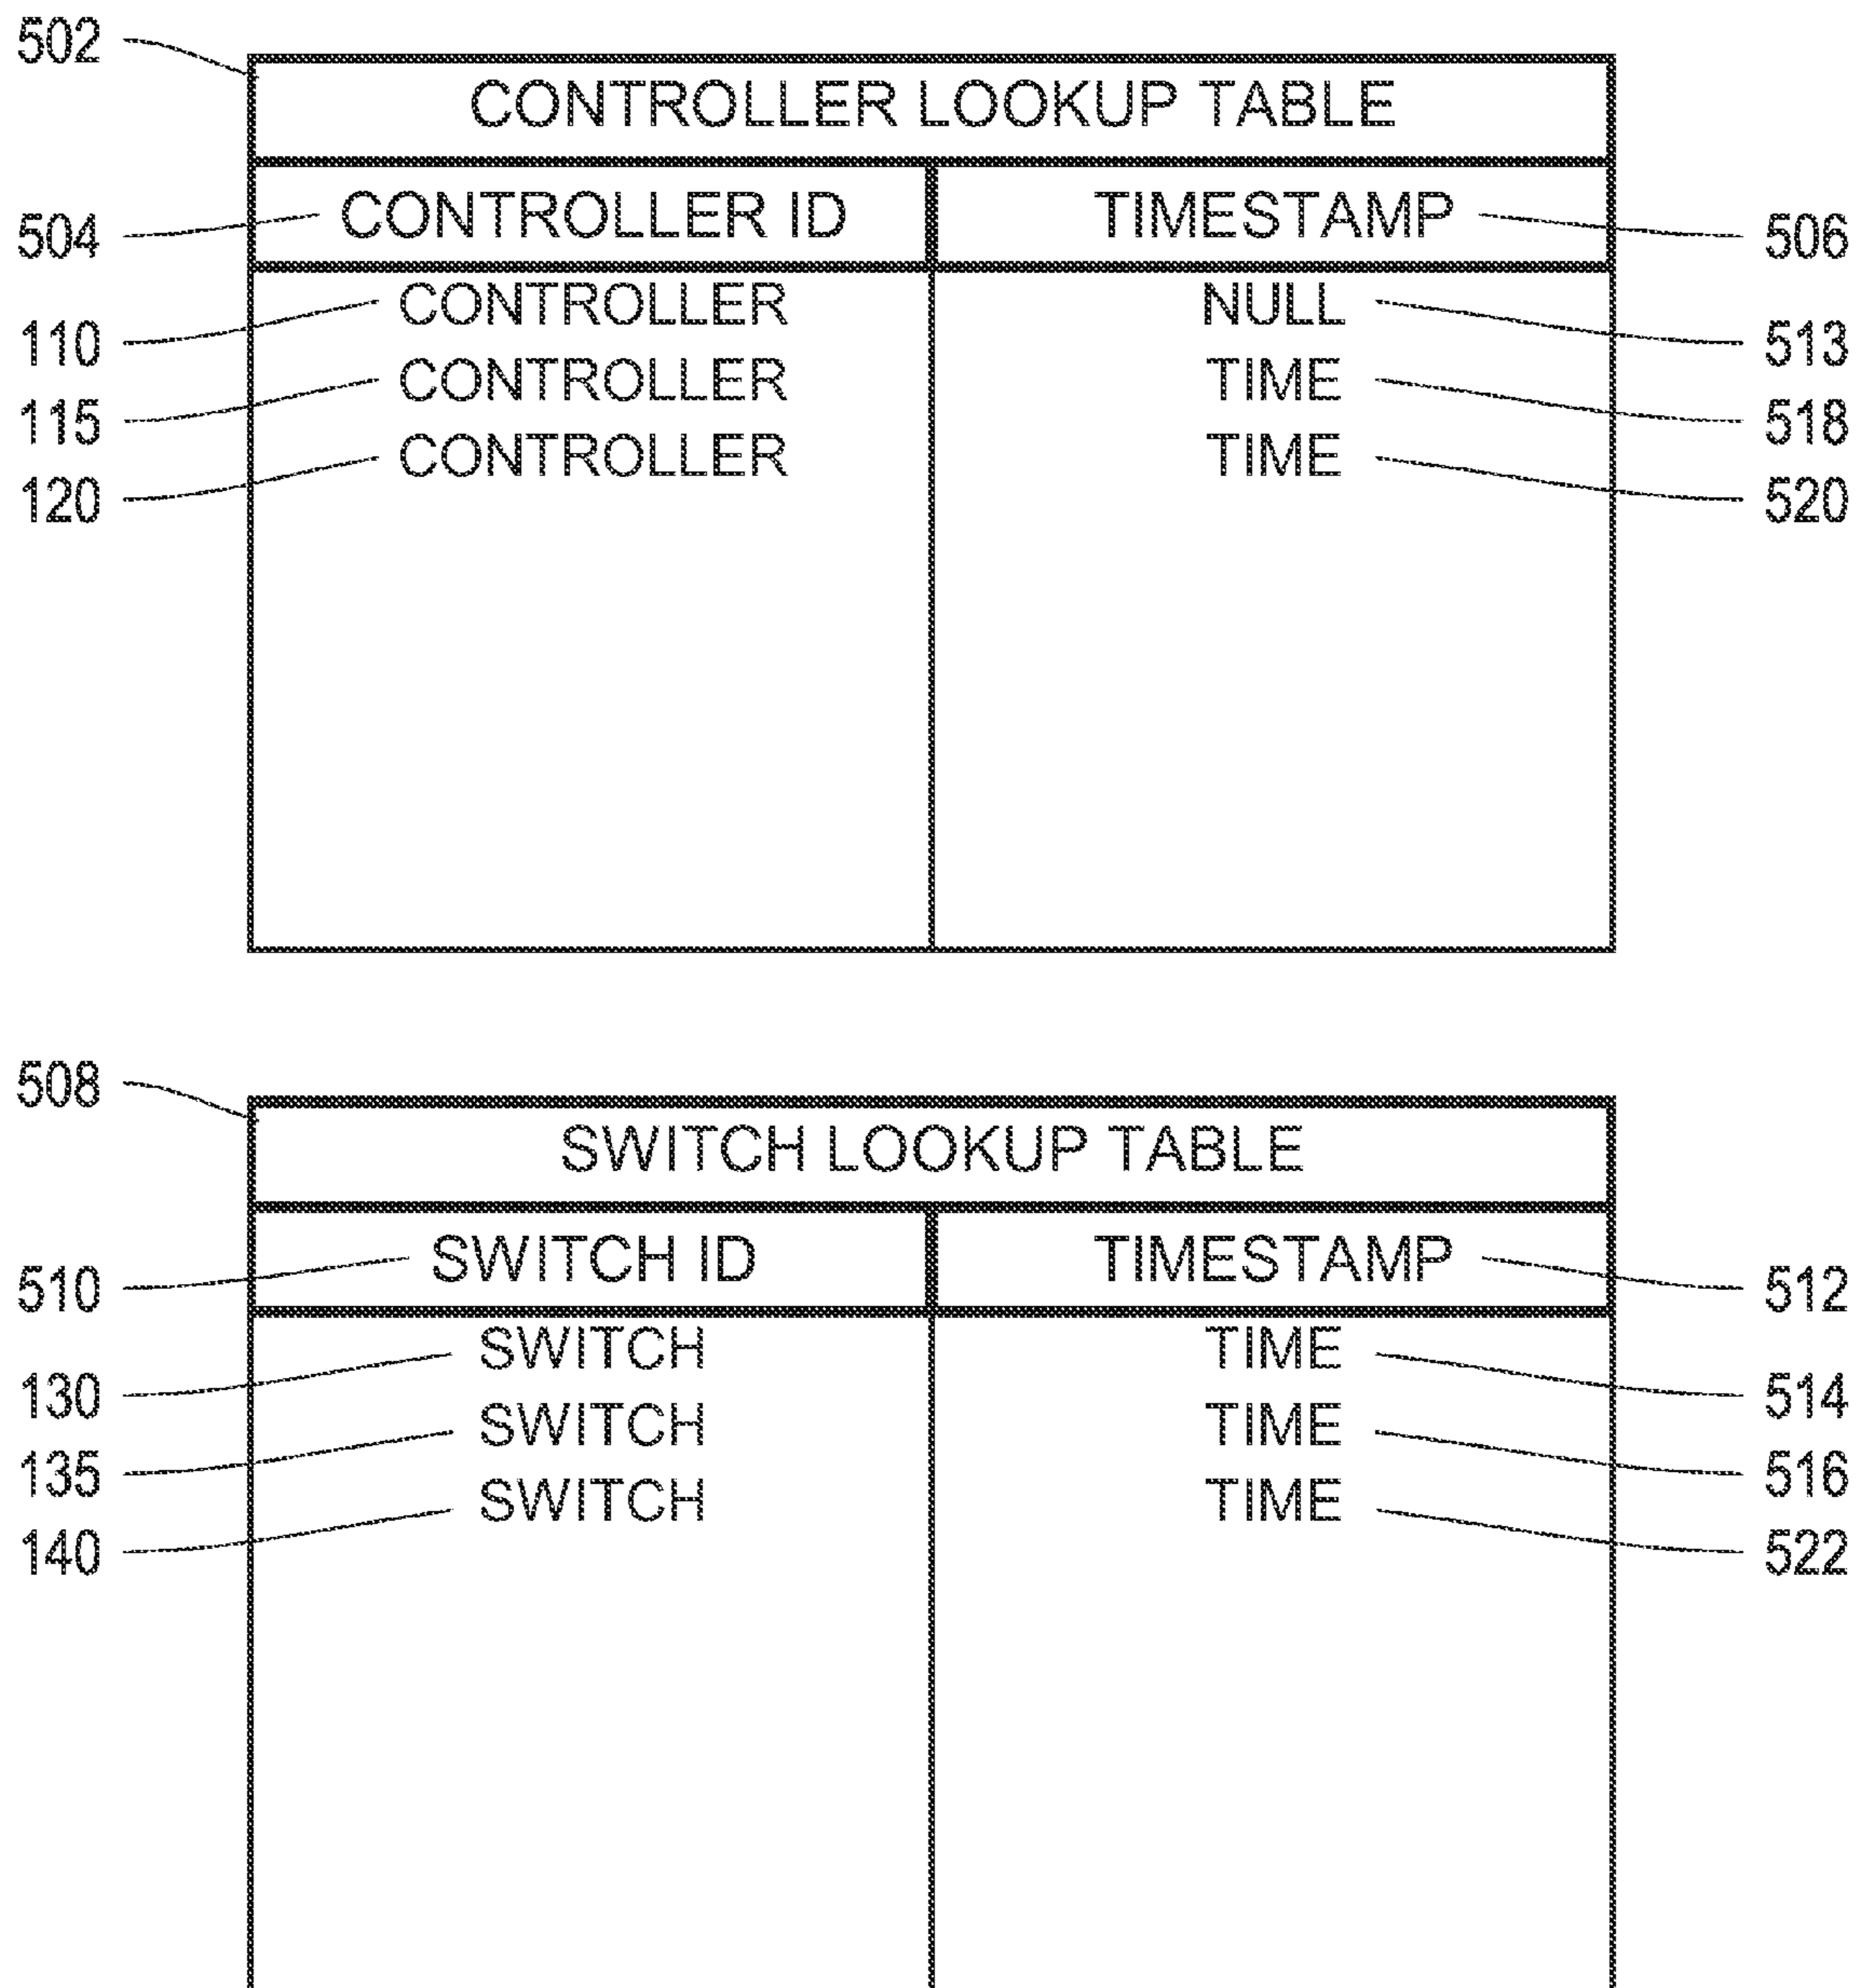 502
CONTROLLER LOOKUP TABLE
504 CONTROLLER ID TIMESTAMP 506
110 CONTROLLER NULL 513
115 CONTROLLER TIME 518
120 CONTROLLER TIME 520
508
SWITCH LOOKUP TABLE
510 SWITCH ID TIMESTAMP 512
130 SWITCH TIME 514
135 SWITCH TIME 516
140 SWITCH TIME 522